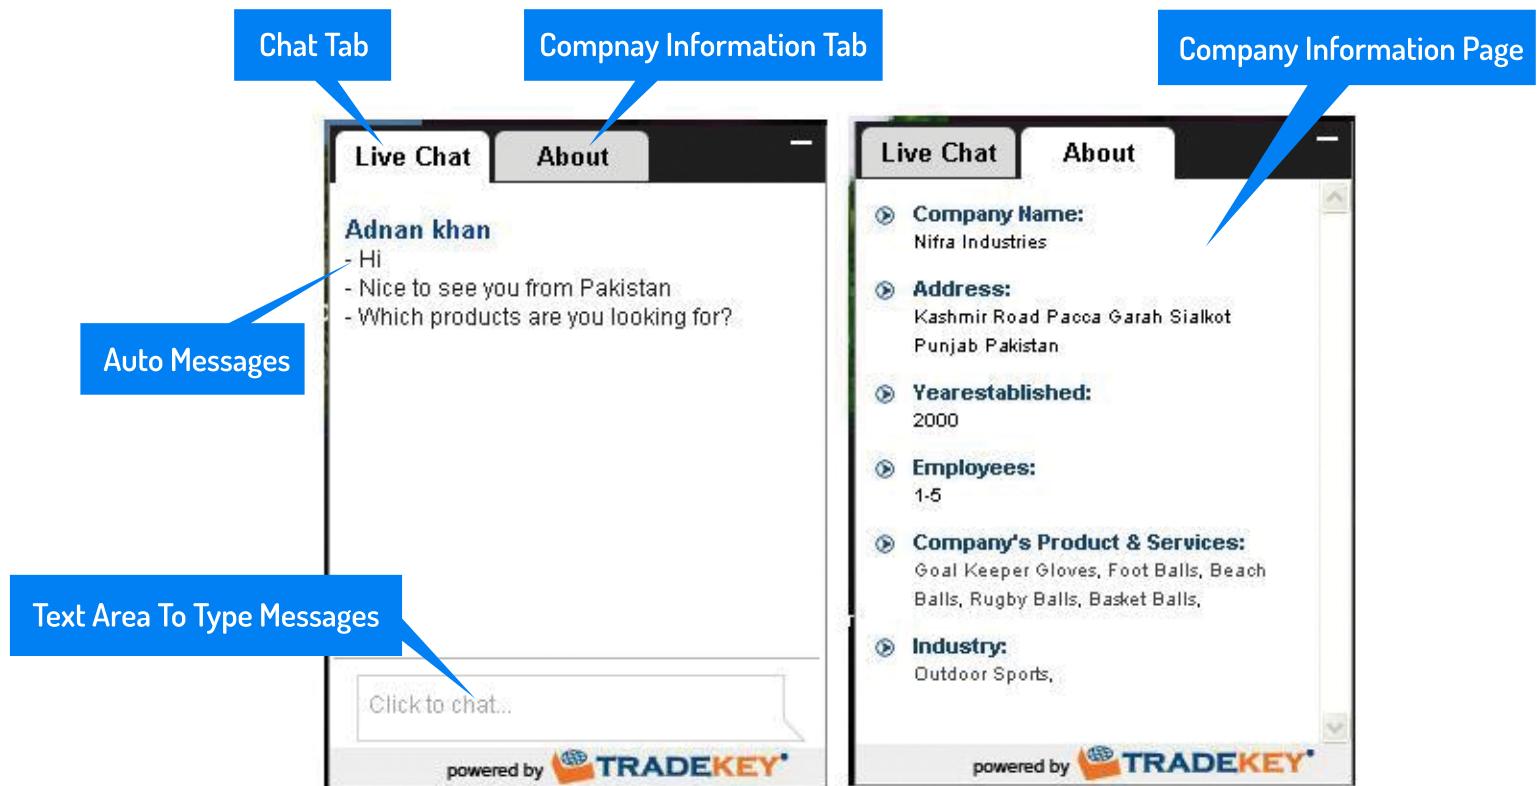 Chat Tab
Compnay Information Tab
Company Information Page
Live Chat
About
Adnan khan
- Hi
- Nice to see you from Pakistan
- Which products are you looking for?
Auto Messages
Text Area To Type Messages
Click to chat...
powered by TRADEKEY
Live Chat
About
Company Name:
Nifra Industries
Address:
Kashmir Road Pacca Garah Sialkot
Punjab Pakistan
Yearestablished:
2000
Employees:
1-5
Company's Product & Services:
Goal Keeper Gloves, Foot Balls, Beach
Balls, Rugby Balls, Basket Balls,
Industry:
Outdoor Sports,
powered by TRADEKEY